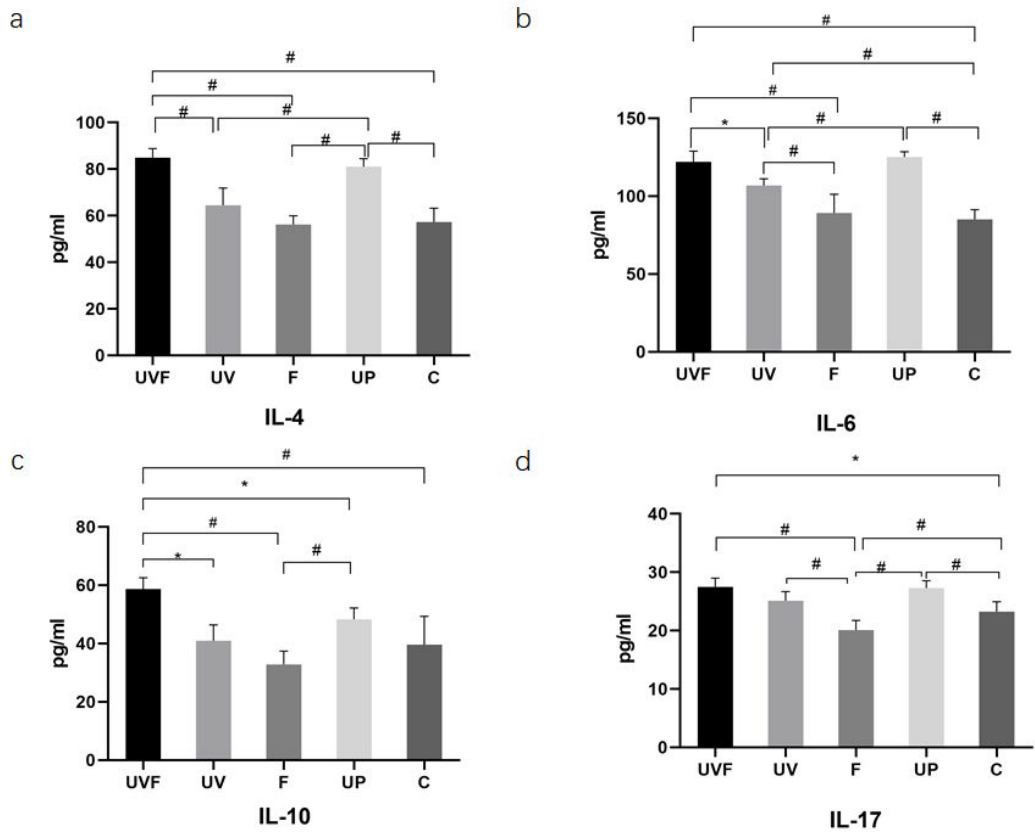 a
#
#
# #
# #
100
80
60
40
20
0
pg/ml
UVF UV F UP C
IL-4
b
#
#
#
* # #
#
150
100
50
0
pg/ml
UVF UV F UP C
IL-6
c
#
*
#
* #
80
60
40
20
0
pg/ml
UVF UV F UP C
IL-10
d
*
# #
# # #
40
30
20
10
0
pg/ml
UVF UV F UP C
IL-17